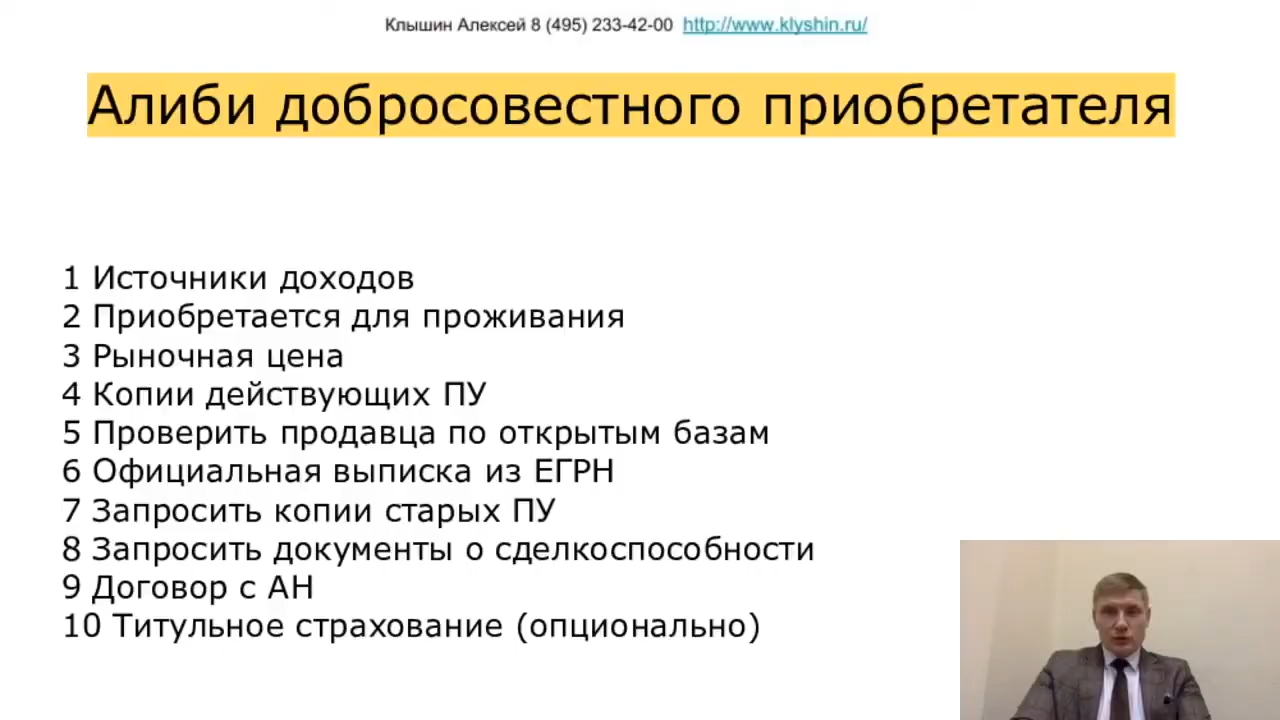 Клышин Алексей 8 (495) 233-42-00 http://www.klyshin.ru/
Алиби добросовестного приобретателя
1 Источники доходов
2 Приобретается для проживания
3 Рыночная цена
4 Копии действующих ПУ
5 Проверить продавца по открытым базам
6 Официальная выписка из ЕГРН
7 Запросить копии старых ПУ
8 Запросить документы о сделкоспособности
9 Договор с АН
10 Титульное страхование (опционально)